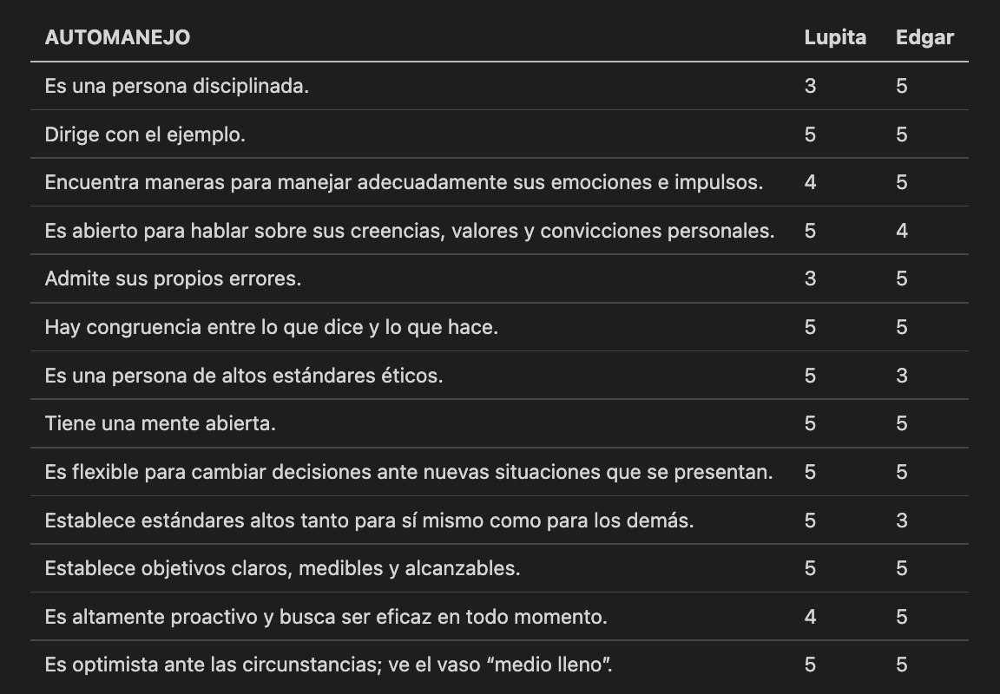 AUTOMANEJO Lupita Edgar
Es una persona disciplinada. 3 5
Dirige con el ejemplo. 5 5
Encuentra maneras para manejar adecuadamente sus emociones e impulsos. 4 5
Es abierto para hablar sobre sus creencias, valores y convicciones personales. 5 4
Admite sus propios errores. 3 5
Hay congruencia entre lo que dice y lo que hace. 5 5
Es una persona de altos estándares éticos. 5 3
Tiene una mente abierta. 5 5
Es flexible para cambiar decisiones ante nuevas situaciones que se presentan. 5 5
Establece estándares altos tanto para sí mismo como para los demás. 5 3
Establece objetivos claros, medibles y alcanzables. 5 5
Es altamente proactivo y busca ser eficaz en todo momento. 4 5
Es optimista ante las circunstancias; ve el vaso “medio lleno”. 5 5